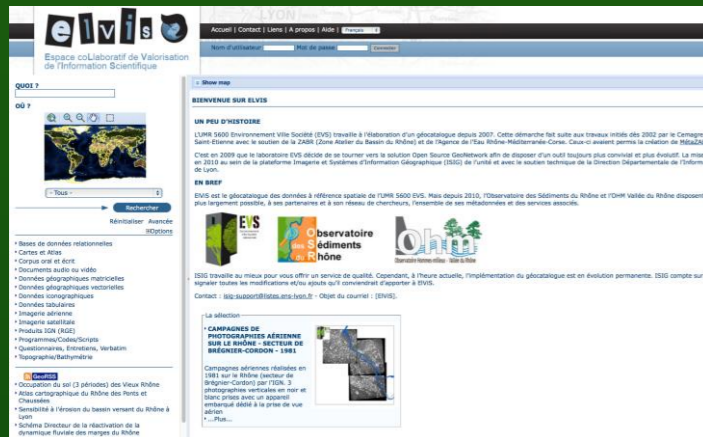 elvis
Espace coLlaboratif de Valorisation
de l'Information Scientifique
LYON
Accueil | Contact | Liens | A propos | Aide | Français
Nom d'utilisateur Mot de passe Connexion
QUOI ?
OÙ ?
- Tous -
Rechercher
Réinitialiser Avancée
Options
Bases de données relationnelles
Cartes et Atlas
Corpus oral et écrit
Documents audio ou vidéo
Données géographiques matricielles
Données géographiques vectorielles
Données iconographiques
Données tabulaires
Imagerie aérienne
Imagerie satellitale
Produits IGN (RGE)
Programmes/Codes/Scripts
Questionnaires, Entretiens, Verbatim
Topographie/Bathymétrie
GeoRSS
Occupation du sol (3 périodes) des Vieux Rhône
Atlas cartographique du Rhône des Ponts et
Chaussées
Sensibilité à l'érosion du bassin versant du Rhône à
Lyon
Schéma Directeur de la réactivation de la
dynamique fluviale des marges du Rhône
Show map
BIENVENUE SUR ELVIS
UN PEU D'HISTOIRE
L'UMR 5600 Environnement Ville Société (EVS) travaille à l'élaboration d'un géocatalogue depuis 2007. Cette démarche fait suite aux travaux initiés dès 2002 par le Cemagre
Saint-Etienne avec le soutien de la ZABR (Zone Atelier du Bassin du Rhône) et de l'Agence de l'Eau Rhône-Méditerranée-Corse. Ceux-ci avaient permis la création de MétaZAB
C'est en 2009 que le laboratoire EVS décide de se tourner vers la solution Open Source GeoNetwork afin de disposer d'un outil toujours plus convivial et plus évolutif. La mise
en 2010 au sein de la plateforme Imagerie et Systèmes d'Information Géographique (ISIG) de l'unité et avec le soutien technique de la Direction Départementale de l'Inform
de Lyon.
EN BREF
ElVIS est le géocatalogue des données à référence spatiale de l'UMR 5600 EVS. Mais depuis 2010, l'Observatoire des Sédiments du Rhône et l'OHM Vallée du Rhône disposent
plus largement possible, à ses partenaires et à son réseau de chercheurs, l'ensemble de ses métadonnées et des services associés.
EVS
Observatoire
des Sédiments
du Rhône
Ohm
Observatoire hommes milieux - Vallée du Rhône
ISIG travaille au mieux pour vous offrir un service de qualité. Cependant, à l'heure actuelle, l'implémentation du géocatalogue est en évolution permanente. ISIG compte sur
signaler toutes les modifications et/ou ajouts qu'il conviendrait d'apporter à ElVIS.
Contact : isig-support@listes.ens-lyon.fr - Objet du courriel : [ElVIS].
La sélection
CAMPAGNES DE
PHOTOGRAPHIES AÉRIENNE
SUR LE RHÔNE - SECTEUR DE
BRÉGNIER-CORDON - 1981
Campagnes aériennes réalisées en
1981 sur le Rhône (secteur de
Brégnier-Cordon) par l'IGN. 3
photographies verticales en noir et
blanc prises avec un appareil
embarqué dédié à la prise de vue
aérien
...Plus...